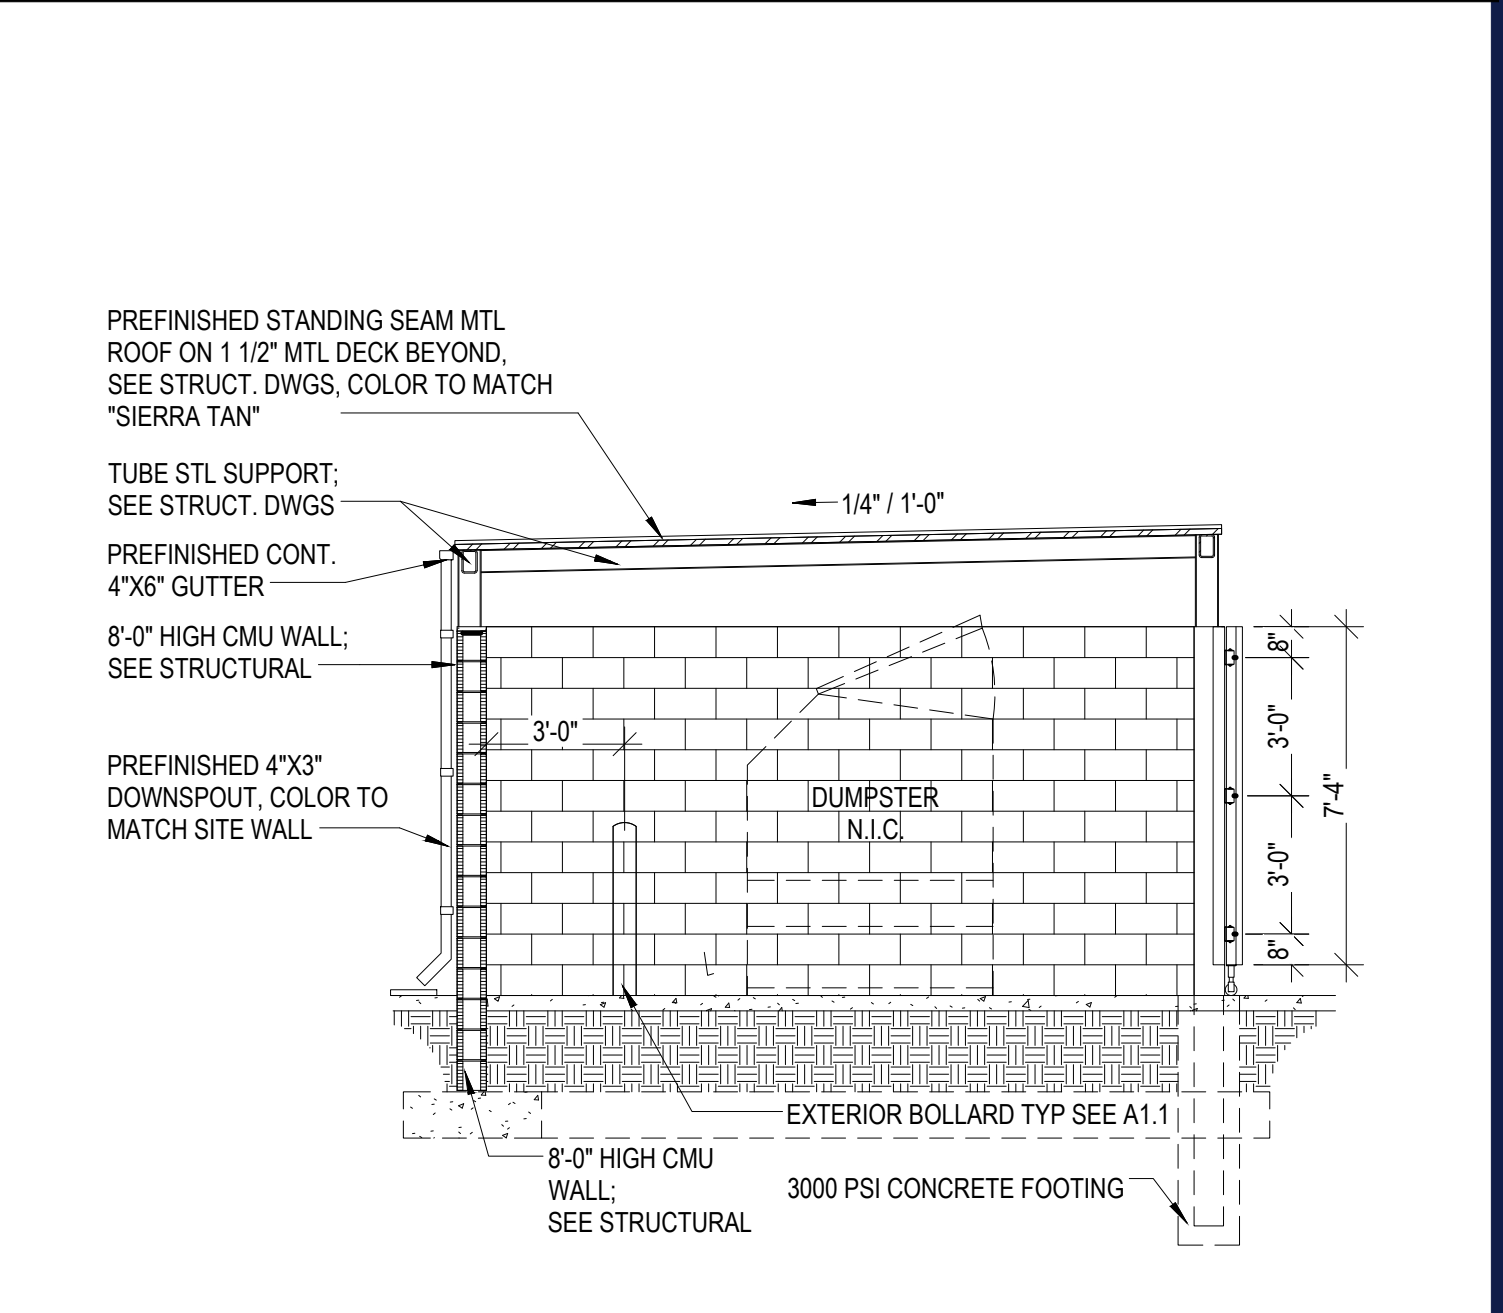 PREFINISHED STANDING SEAM MTL
ROOF ON 1 1/2" MTL DECK BEYOND,
SEE STRUCT. DWGS, COLOR TO MATCH
"SIERRA TAN"
TUBE STL SUPPORT;
SEE STRUCT. DWGS
1/4" / 1'-0"
PREFINISHED CONT.
4"X6" GUTTER
8'-0" HIGH CMU WALL;
SEE STRUCTURAL
8"
3'-0"
3'-0"
7'-4"
PREFINISHED 4"X3"
DOWNSPOUT, COLOR TO
MATCH SITE WALL
DUMPSTER
N.I.C.
3'-0"
8"
EXTERIOR BOLLARD TYP SEE A1.1
8'-0" HIGH CMU
WALL;
SEE STRUCTURAL
3000 PSI CONCRETE FOOTING